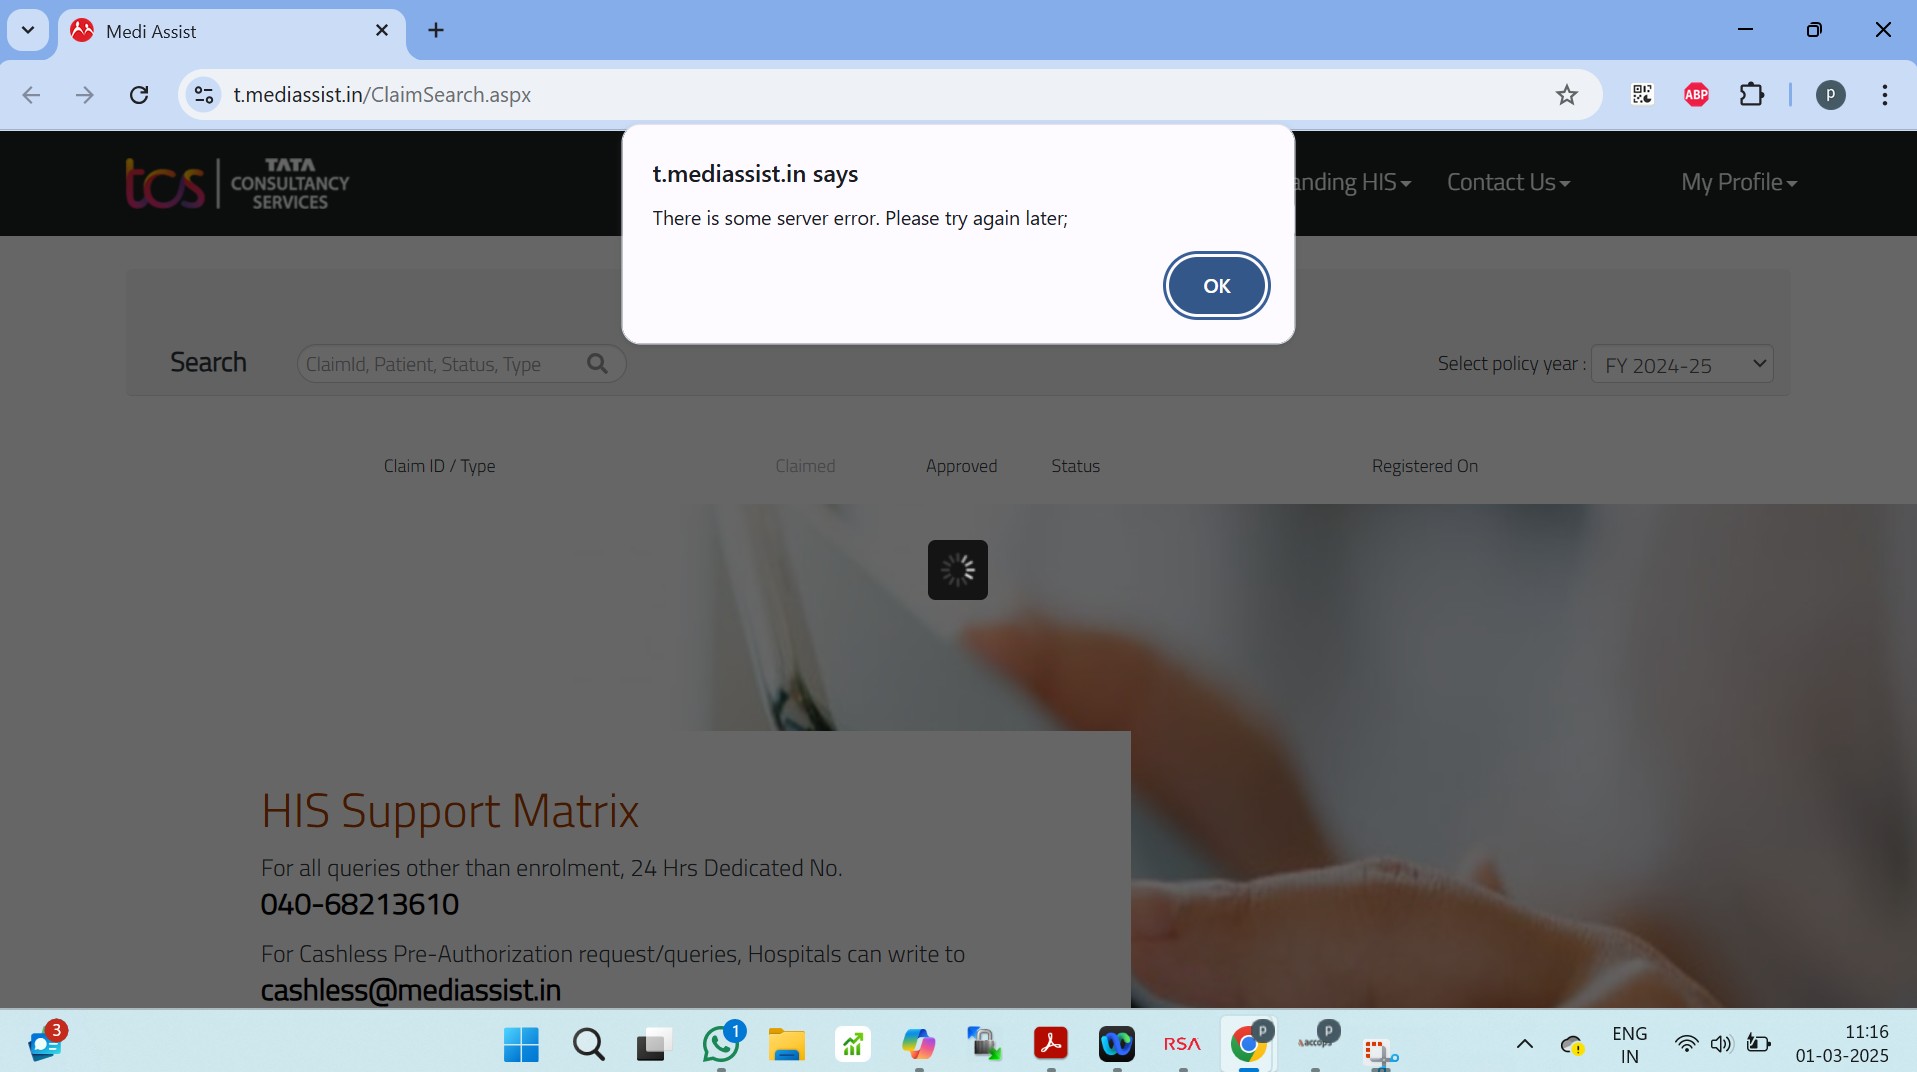 Medi Assist
t.mediassist.in/ClaimSearch.aspx
ABP
p
t.mediassist.in says
There is some server error. Please try again later;
OK
tcs
TATA
CONSULTANCY
SERVICES
anding HIS
Contact Us
My Profile
Search
ClaimId, Patient, Status, Type
Select policy year :
FY 2024-25
Claim ID / Type
Claimed
Approved
Status
Registered On
HIS Support Matrix
For all queries other than enrolment, 24 Hrs Dedicated No.
040-68213610
For Cashless Pre-Authorization request/queries, Hospitals can write to
cashless@mediassist.in
3
1
RSA
p
accops
p
ENG
IN
11:16
01-03-2025